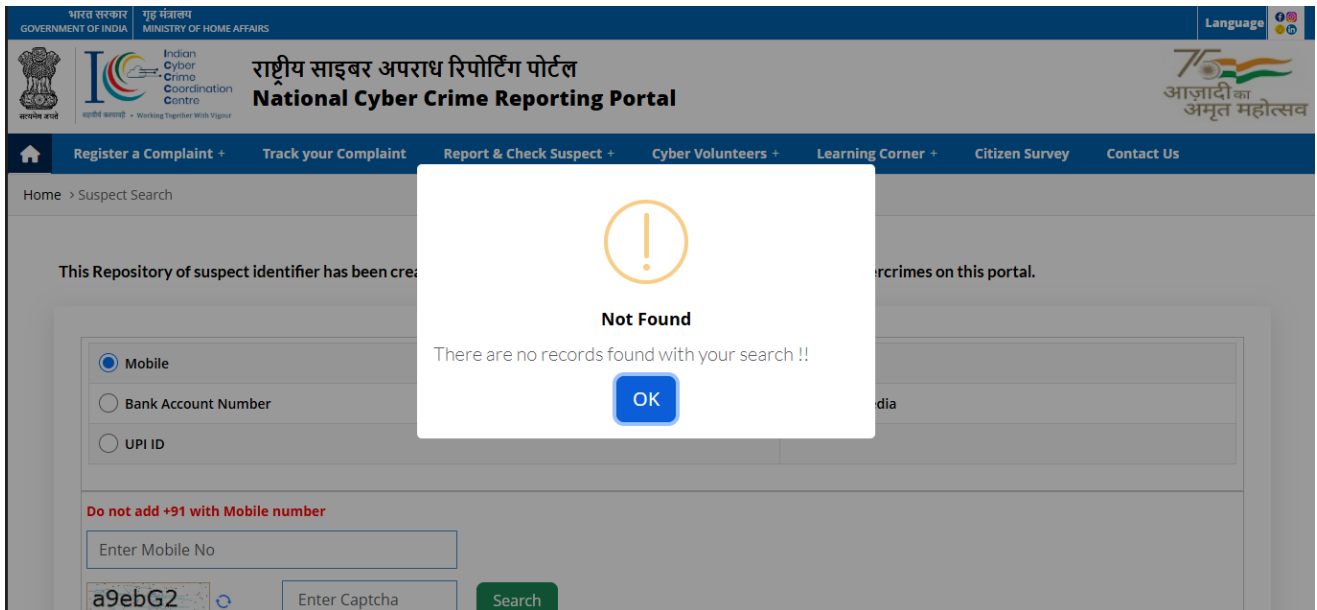 भारत सरकार
GOVERNMENT OF INDIA
गृह मंत्रालय
MINISTRY OF HOME AFFAIRS
Language
सत्यमेव जयते
Indian
Cyber
Crime
Coordination
Centre
Working Together With Vigour
राष्ट्रीय साइबर अपराध रिपोर्टिंग पोर्टल
National Cyber Crime Reporting Portal
आज़ादी का
अमृत महोत्सव
Register a Complaint +
Track your Complaint
Report & Check Suspect +
Cyber Volunteers +
Learning Corner +
Citizen Survey
Contact Us
Home > Suspect Search
This Repository of suspect identifier has been crea
rcrimes on this portal.
Not Found
There are no records found with your search !!
OK
Mobile
Bank Account Number
dia
UPI ID
Do not add +91 with Mobile number
Enter Mobile No
a9ebG2
Enter Captcha
Search